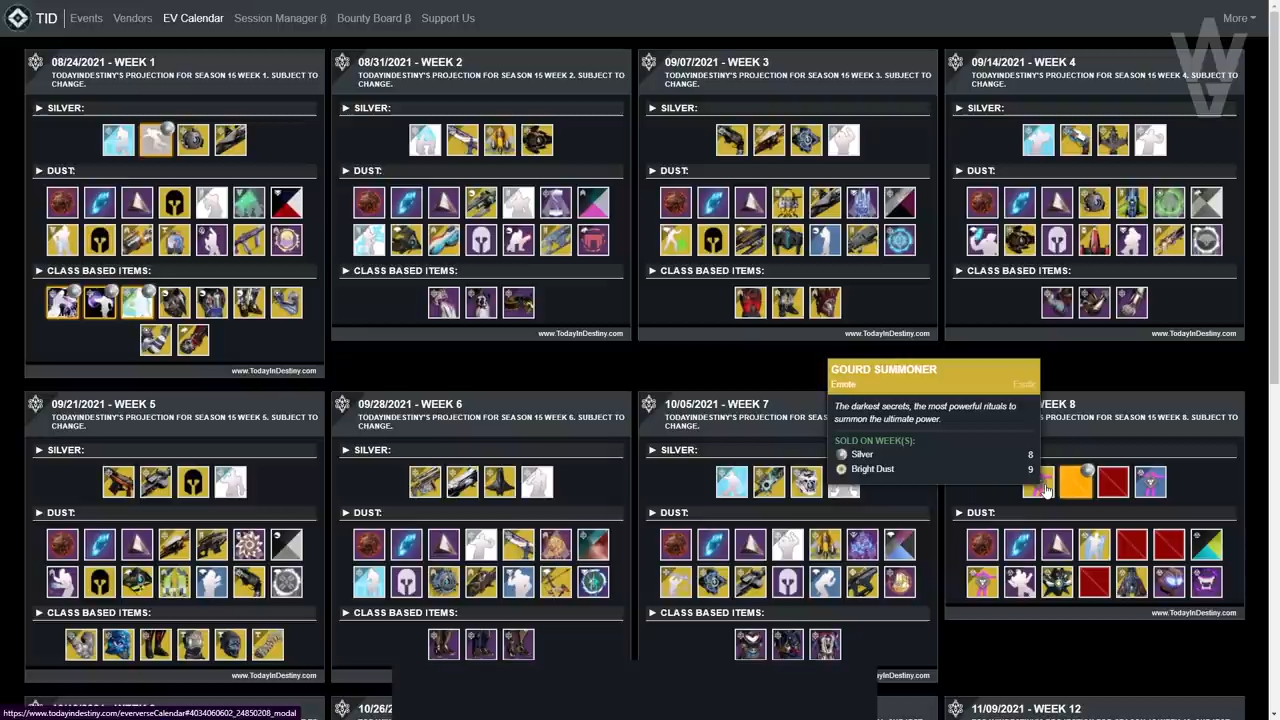 TID Events Vendors EV Calendar Session Manager β Bounty Board β Support Us More
08/24/2021 - WEEK 1
TODAYINDESTINY'S PROJECTION FOR SEASON 15 WEEK 1. SUBJECT TO
CHANGE.
SILVER:
DUST:
CLASS BASED ITEMS:
www.TodayInDestiny.com
08/31/2021 - WEEK 2
TODAYINDESTINY'S PROJECTION FOR SEASON 15 WEEK 2. SUBJECT TO
CHANGE.
SILVER:
DUST:
CLASS BASED ITEMS:
www.TodayInDestiny.com
09/07/2021 - WEEK 3
TODAYINDESTINY'S PROJECTION FOR SEASON 15 WEEK 3. SUBJECT TO
CHANGE.
SILVER:
DUST:
CLASS BASED ITEMS:
www.TodayInDestiny.com
09/14/2021 - WEEK 4
TODAYINDESTINY'S PROJECTION FOR SEASON 15 WEEK 4. SUBJECT TO
CHANGE.
SILVER:
DUST:
CLASS BASED ITEMS:
www.TodayInDestiny.com
09/21/2021 - WEEK 5
TODAYINDESTINY'S PROJECTION FOR SEASON 15 WEEK 5. SUBJECT TO
CHANGE.
SILVER:
DUST:
CLASS BASED ITEMS:
www.TodayInDestiny.com
09/28/2021 - WEEK 6
TODAYINDESTINY'S PROJECTION FOR SEASON 15 WEEK 6. SUBJECT TO
CHANGE.
SILVER:
DUST:
CLASS BASED ITEMS:
10/05/2021 - WEEK 7
TODAYINDESTINY'S PROJECTION FOR
CHANGE.
SILVER:
DUST:
CLASS BASED ITEMS:
www.TodayInDestiny.com
GOURD SUMMONER
Emote Exotic
The darkest secrets, the most powerful rituals to
summon the ultimate power.
SOLD ON WEEK(S):
Silver 8
Bright Dust 9
WEEK 8
PROJECTION FOR SEASON 15 WEEK 8. SUBJECT TO
DUST:
www.TodayInDestiny.com
10/26/
11/09/2021 - WEEK 12
https://www.todayindestiny.com/eververseCalendar#4034060602_24850208_modal